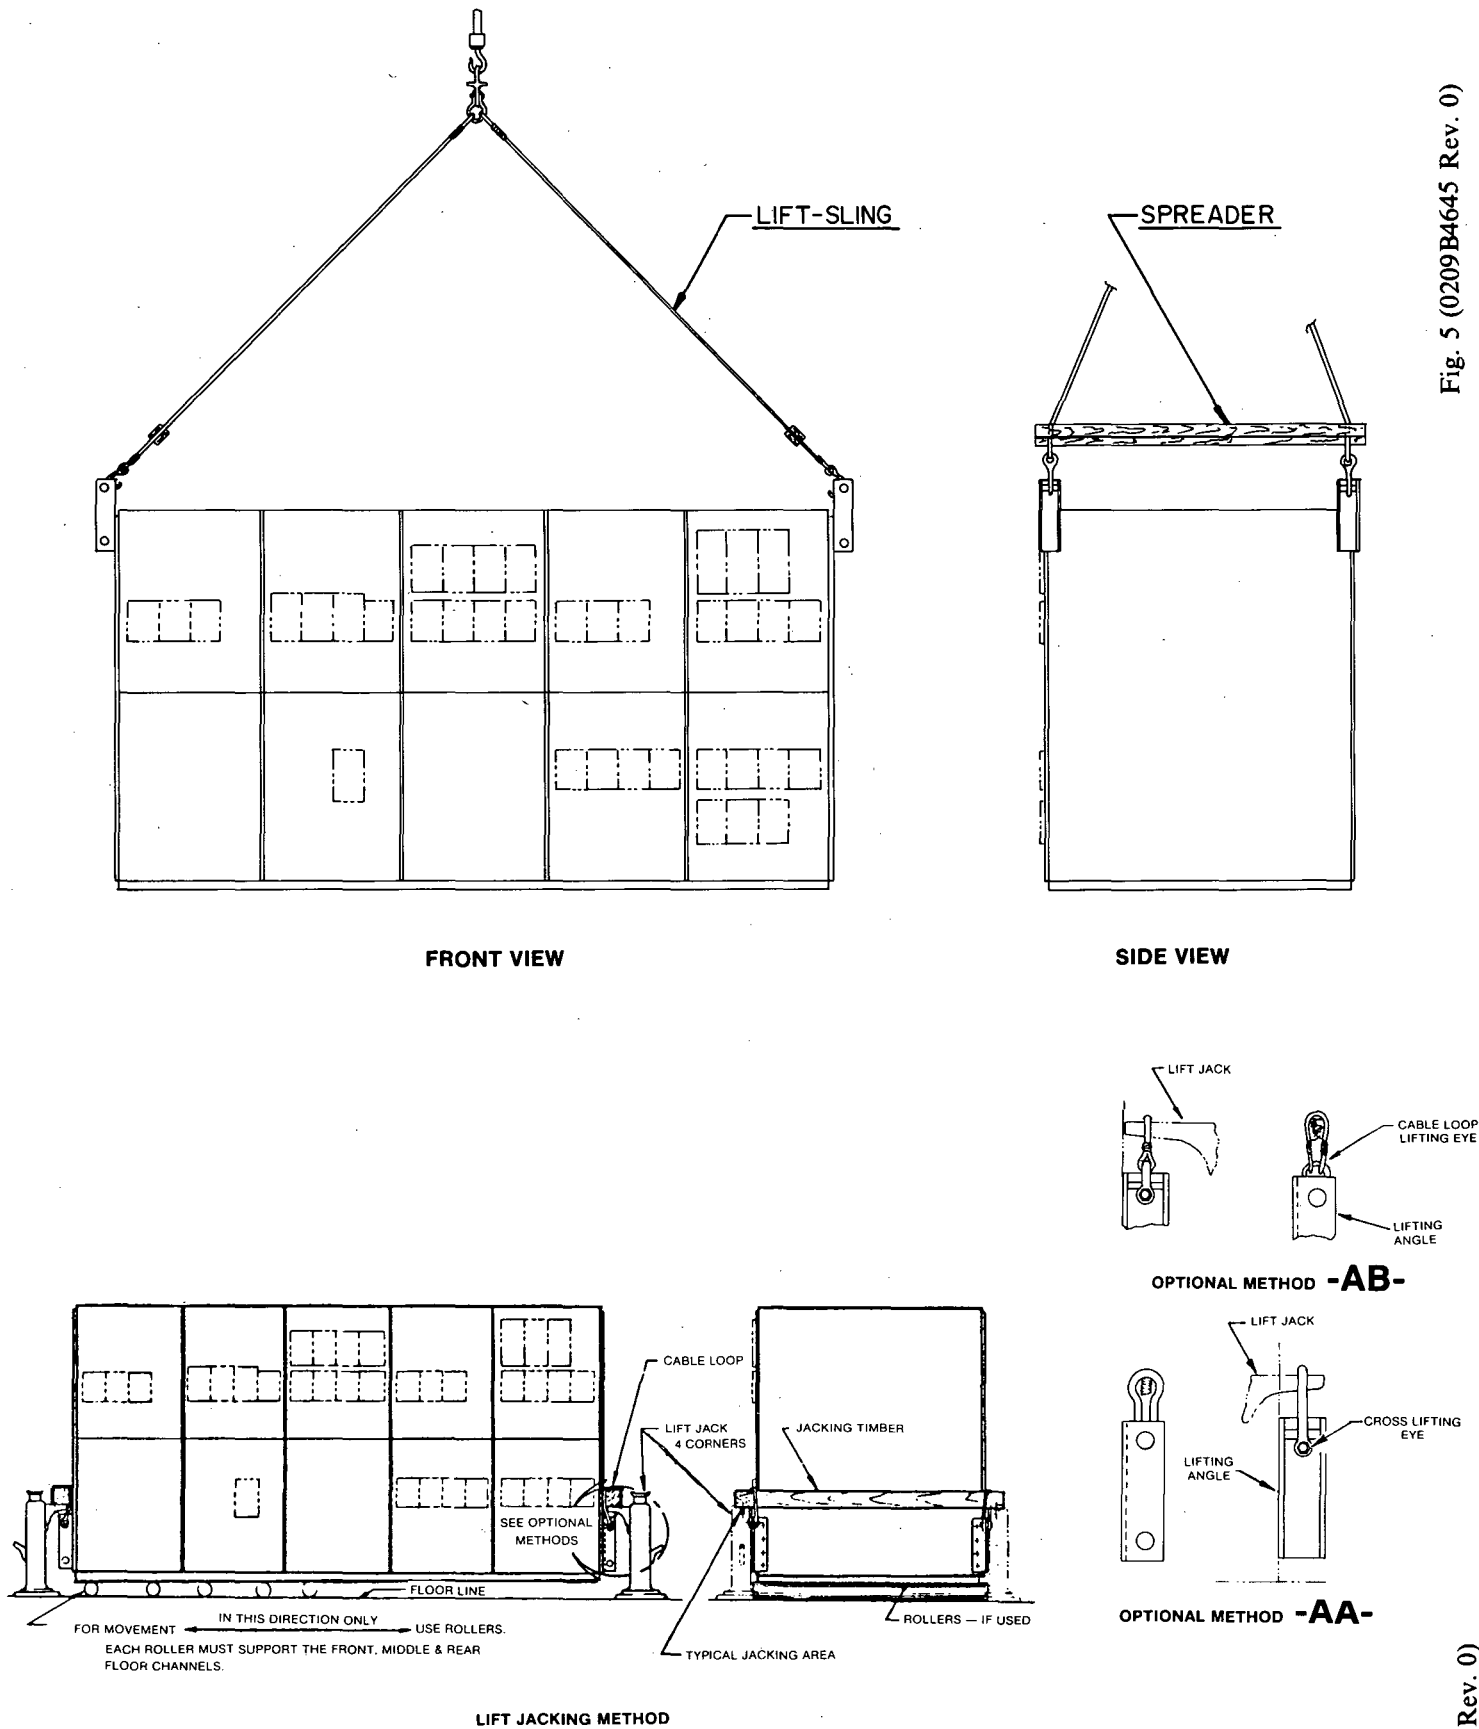 Fig. 5 (0209B4645 Rev. 0)
LIFT-SLING
SPREADER
FRONT VIEW
SIDE VIEW
LIFT JACK
CABLE LOOP
LIFTING EYE
LIFTING
ANGLE
OPTIONAL METHOD -AB-
LIFT JACK
CROSS LIFTING
EYE
LIFTING
ANGLE
OPTIONAL METHOD -AA-
CABLE LOOP
LIFT JACK
4 CORNERS
JACKING TIMBER
SEE OPTIONAL
METHODS
FLOOR LINE
FOR MOVEMENT IN THIS DIRECTION ONLY USE ROLLERS.
EACH ROLLER MUST SUPPORT THE FRONT, MIDDLE & REAR
FLOOR CHANNELS.
ROLLERS — IF USED
TYPICAL JACKING AREA
LIFT JACKING METHOD
Rev. 0)